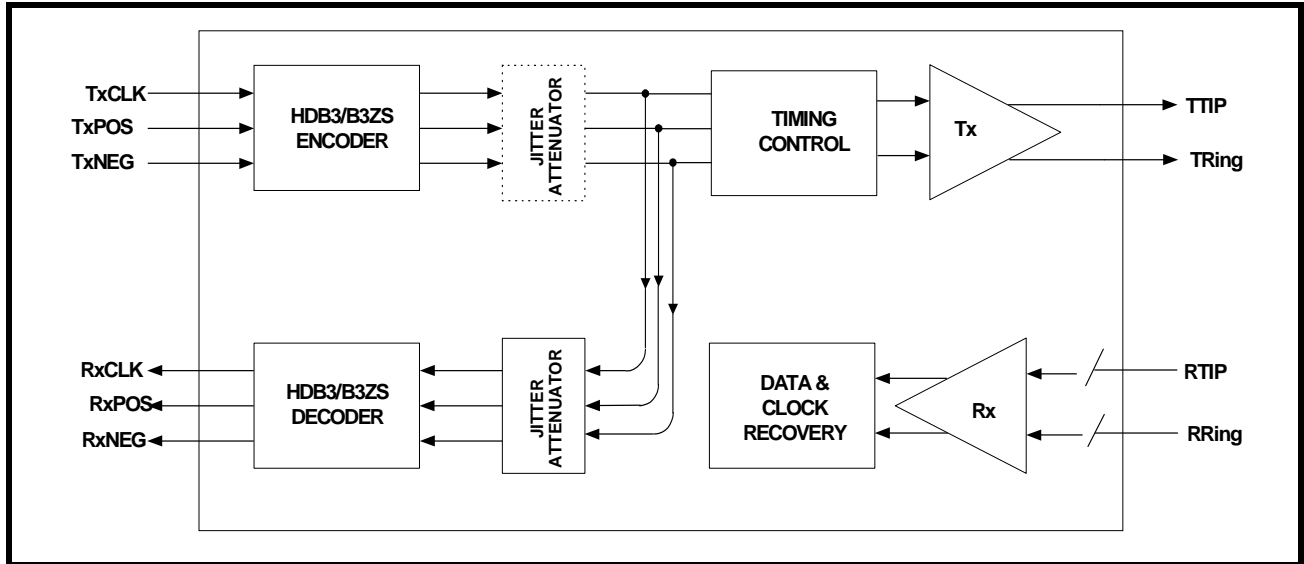 TxCLK
TxPOS
TxNEG
HDB3/B3ZS
ENCODER
JITTER
ATTENUATOR
TIMING
CONTROL
Tx
TTIP
TRing
RxCLK
RxPOS
RxNEG
HDB3/B3ZS
DECODER
JITTER
ATTENUATOR
DATA &
CLOCK
RECOVERY
Rx
RTIP
RRing